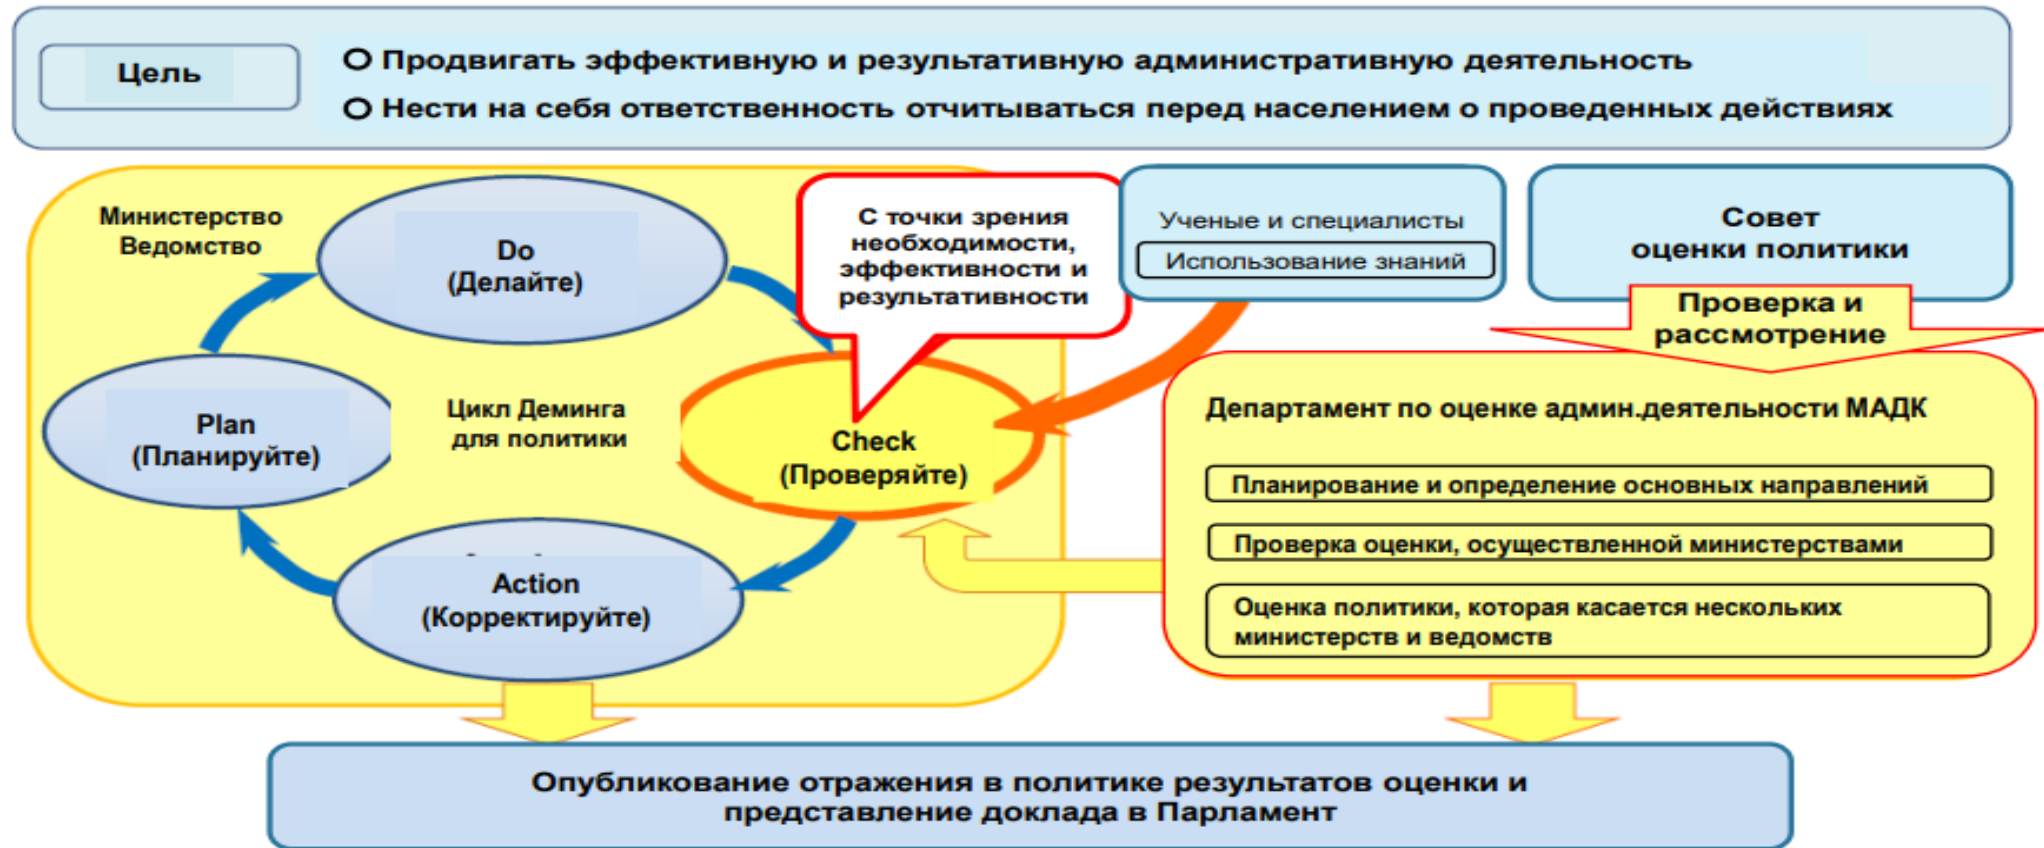 Цель
О Продвигать эффективную и результативную административную деятельность
О Нести на себя ответственность отчитываться перед населением о проведенных действиях
Министерство
Ведомство
Do
(Делайте)
С точки зрения
необходимости,
эффективности и
результативности
Ученые и специалисты
Использование знаний
Совет
оценки политики
Проверка и
рассмотрение
Plan
(Планируйте)
Цикл Деминга
для политики
Check
(Проверяйте)
Action
(Корректируйте)
Департамент по оценке админ.деятельности МАДК
Планирование и определение основных направлений
Проверка оценки, осуществленной министерствами
Оценка политики, которая касается нескольких
министерств и ведомств
Опубликование отражения в политике результатов оценки и
представление доклада в Парламент